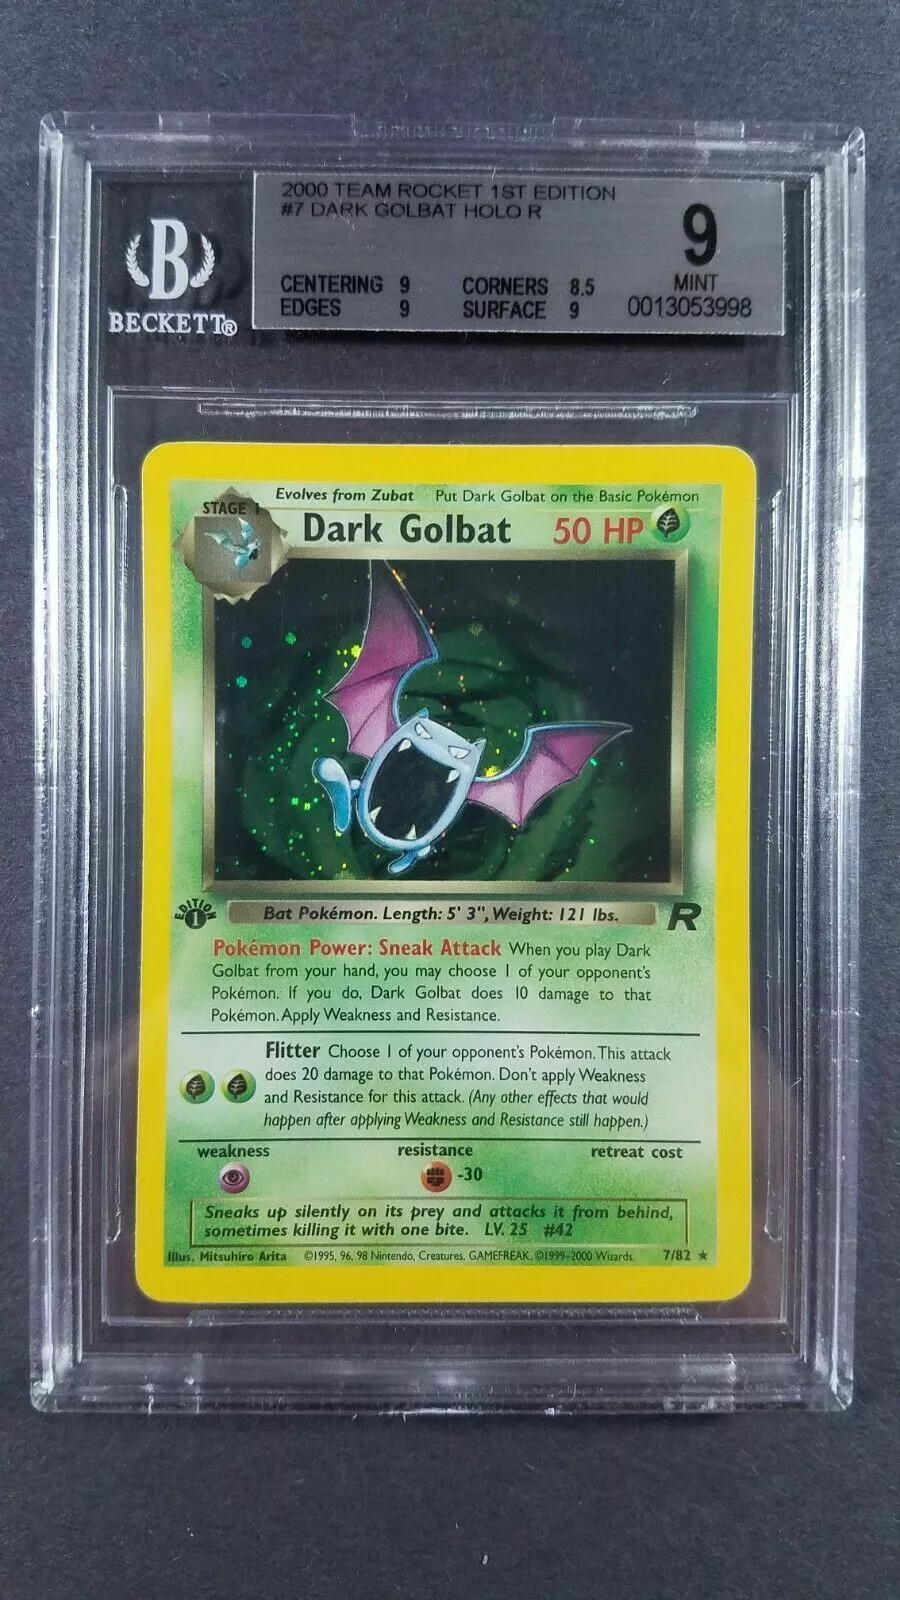 2000 TEAM ROCKET 1ST EDITION
#7 DARK GOLBAT HOLO R
9
CENTERING 9 CORNERS 8.5 MINT
EDGES 9 SURFACE 9 0013053998
B
BECKETT®
Evolves from Zubat Put Dark Golbat on the Basic Pokémon
STAGE 1
Dark Golbat 50 HP
EDITION
1
Bat Pokémon. Length: 5' 3", Weight: 121 lbs. R
Pokémon Power: Sneak Attack When you play Dark
Golbat from your hand, you may choose 1 of your opponent's
Pokémon. If you do, Dark Golbat does 10 damage to that
Pokémon. Apply Weakness and Resistance.
Flitter Choose 1 of your opponent's Pokémon. This attack
does 20 damage to that Pokémon. Don't apply Weakness
and Resistance for this attack. (Any other effects that would
happen after applying Weakness and Resistance still happen.)
weakness resistance retreat cost
-30
Sneaks up silently on its prey and attacks it from behind,
sometimes killing it with one bite. LV. 25 #42
Illus. Mitsuhiro Arita ©1995, 96, 98 Nintendo, Creatures, GAMEFREAK. ©1999-2000 Wizards. 7/82 ★